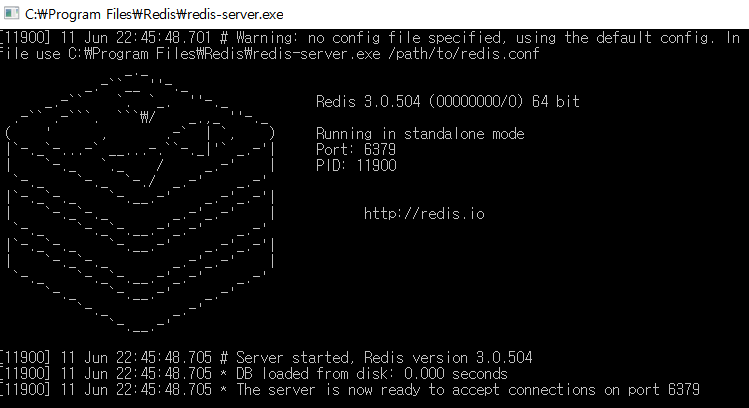 C:₩Program Files₩Redis₩redis-server.exe
[11900] 11 Jun 22:45:48.701 # Warning: no config file specified, using the default config. In
file use C:₩Program Files₩Redis₩redis-server.exe /path/to/redis.conf
Redis 3.0.504 (00000000/0) 64 bit
Running in standalone mode
Port: 6379
PID: 11900
http://redis.io
[11900] 11 Jun 22:45:48.705 # Server started, Redis version 3.0.504
[11900] 11 Jun 22:45:48.705 * DB loaded from disk: 0.000 seconds
[11900] 11 Jun 22:45:48.705 * The server is now ready to accept connections on port 6379